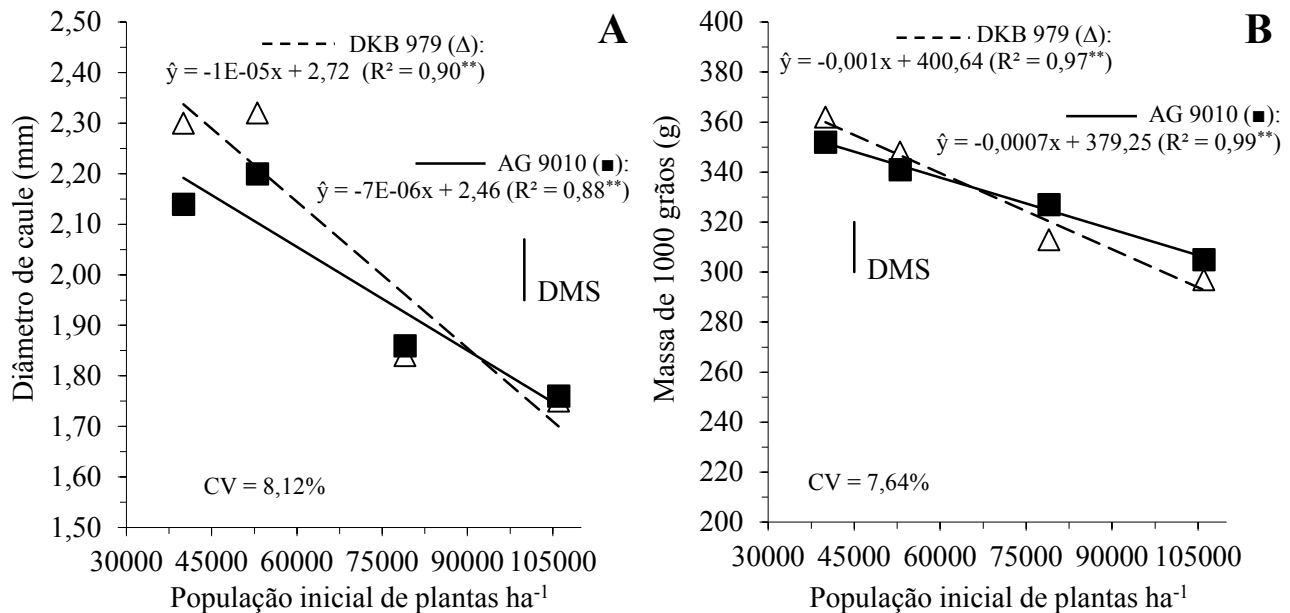 A
DKB 979 (Δ):
ŷ = -1E-05x + 2,72 (R² = 0,90**)
AG 9010 (■):
ŷ = -7E-06x + 2,46 (R² = 0,88**)
DMS
CV = 8,12%
Diâmetro de caule (mm)
2,50
2,40
2,30
2,20
2,10
2,00
1,90
1,80
1,70
1,60
1,50
30000 45000 60000 75000 90000 105000
População inicial de plantas ha⁻¹
B
DKB 979 (Δ):
ŷ = -0,001x + 400,64 (R² = 0,97**)
AG 9010 (■):
ŷ = -0,0007x + 379,25 (R² = 0,99**)
DMS
CV = 7,64%
Massa de 1000 grãos (g)
400
380
360
340
320
300
280
260
240
220
200
30000 45000 60000 75000 90000 105000
População inicial de plantas ha⁻¹